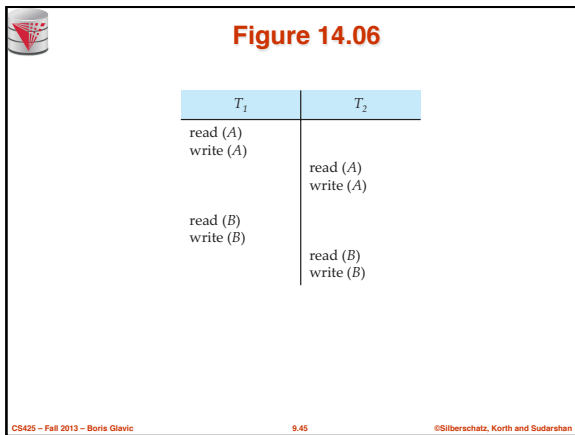 Figure 14.06
T1 T2
read (A)
write (A)
read (A)
write (A)
read (B)
write (B)
read (B)
write (B)
CS425 – Fall 2013 – Boris Glavic 9.45 ©Silberschatz, Korth and Sudarshan